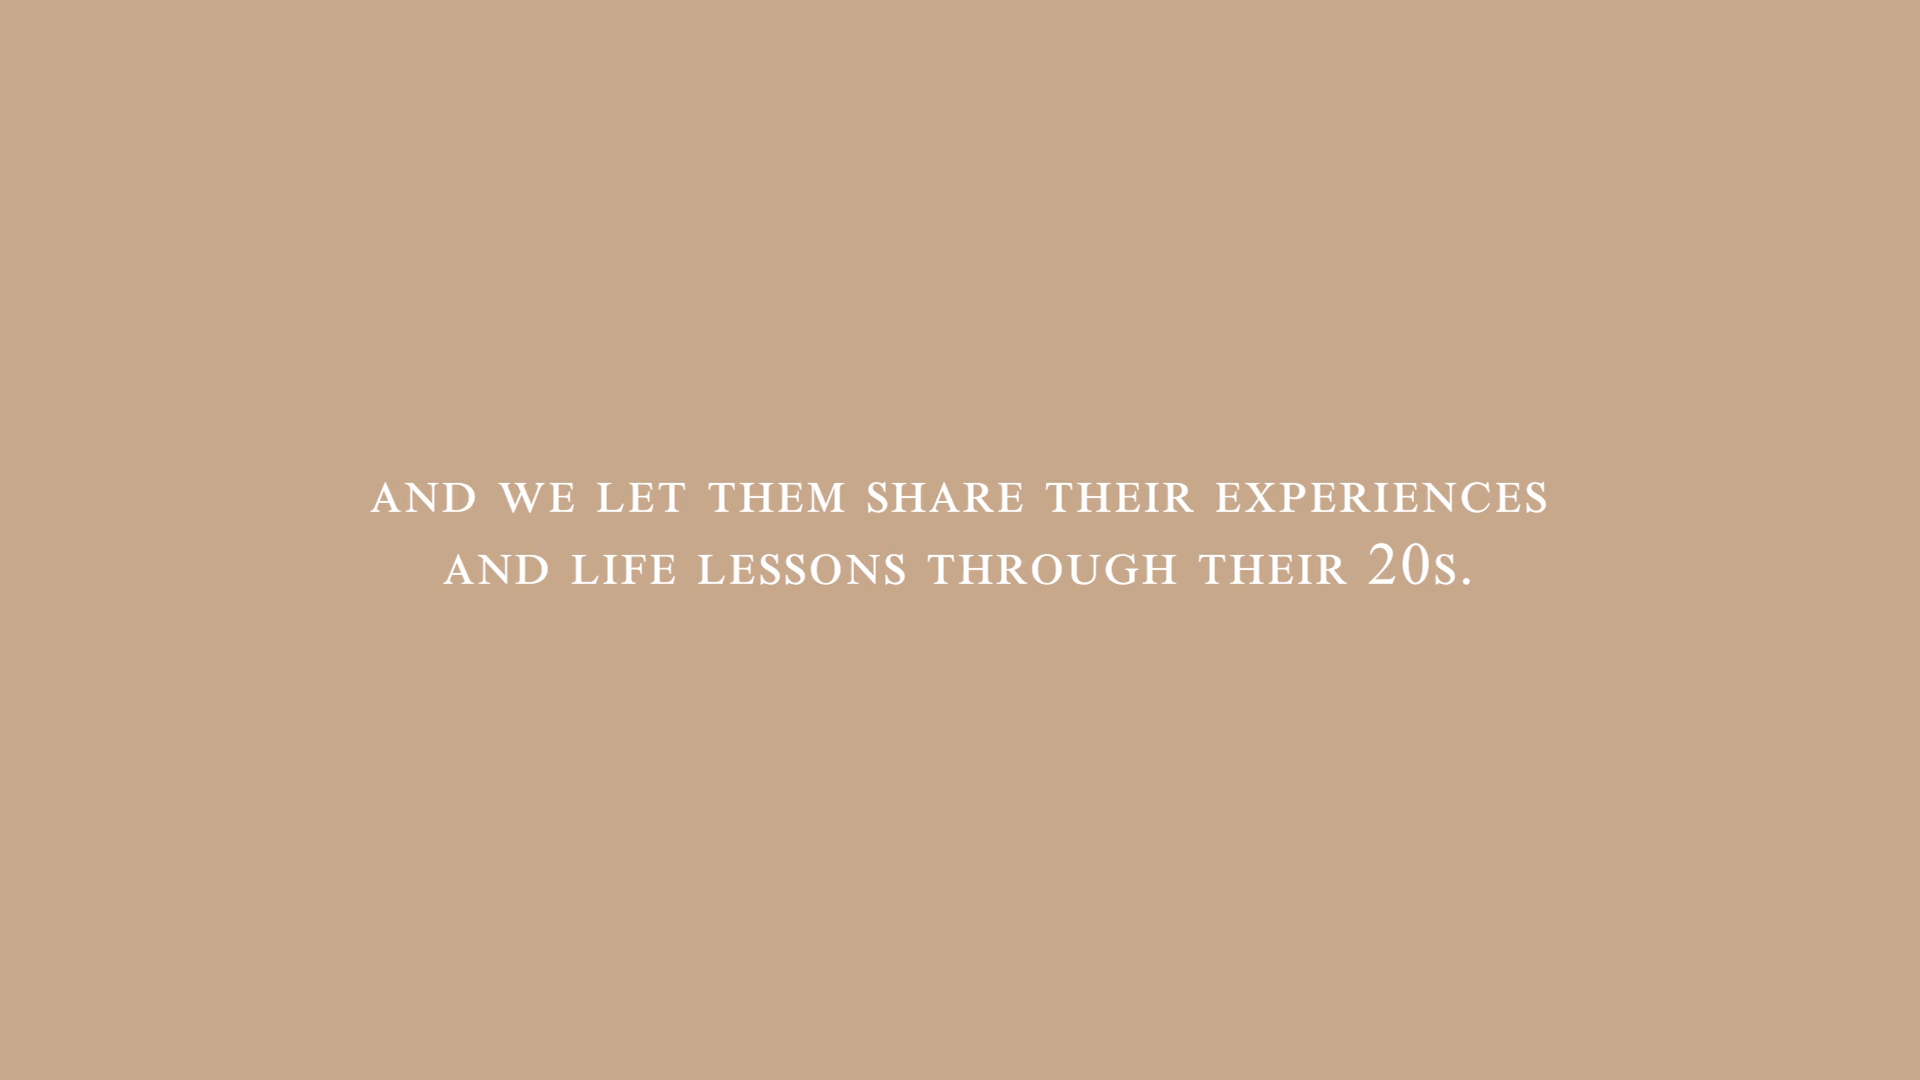 AND WE LET THEM SHARE THEIR EXPERIENCES
AND LIFE LESSONS THROUGH THEIR 20S.